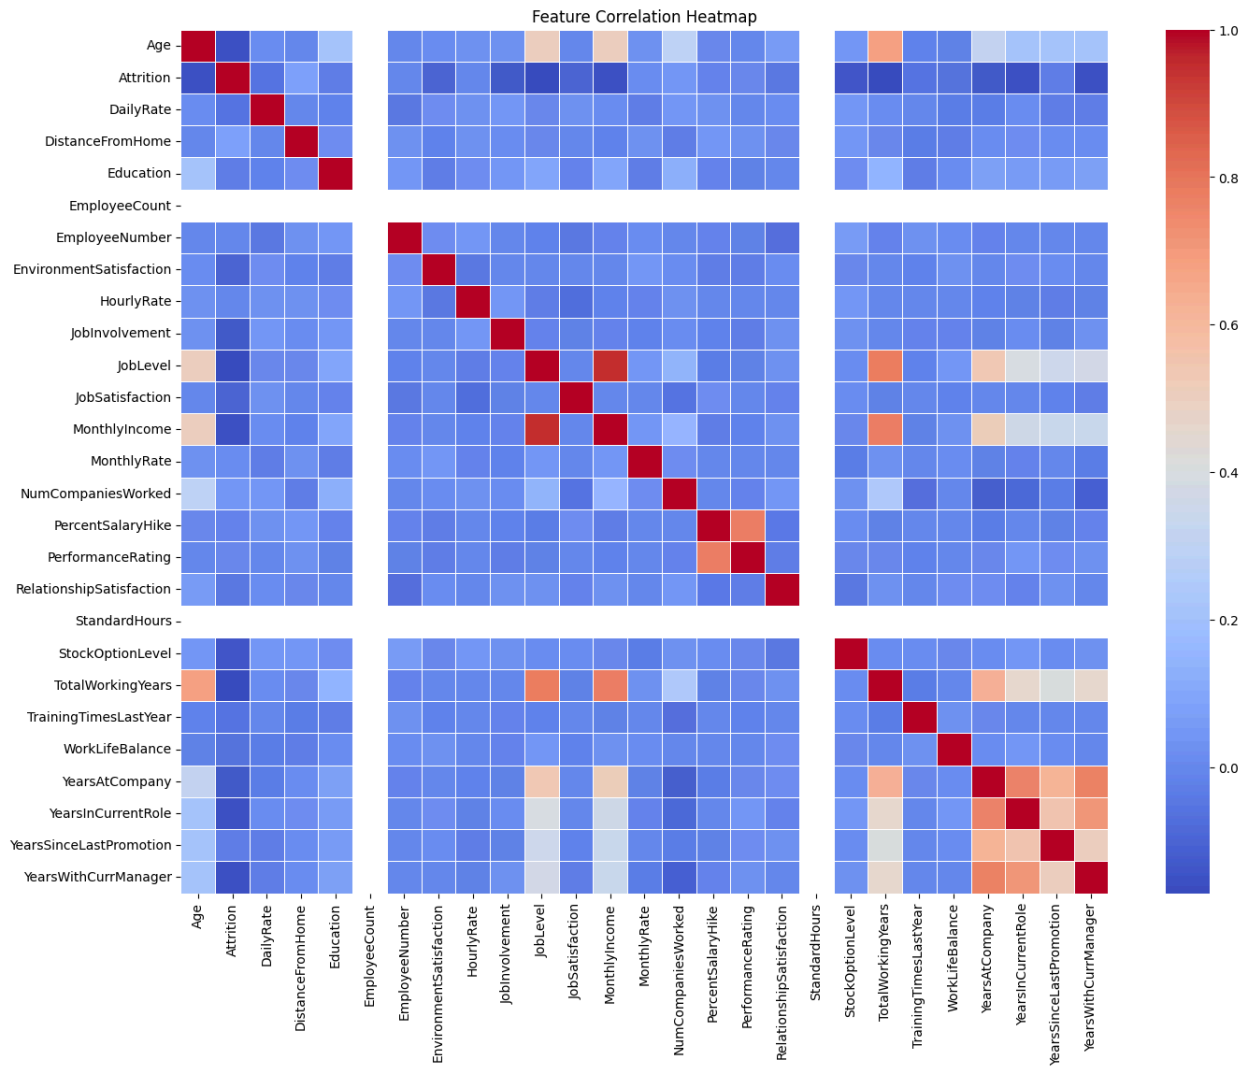 Feature Correlation Heatmap
Age
Attrition
DailyRate
DistanceFromHome
Education
EmployeeCount
EmployeeNumber
EnvironmentSatisfaction
HourlyRate
JobInvolvement
JobLevel
JobSatisfaction
MonthlyIncome
MonthlyRate
NumCompaniesWorked
PercentSalaryHike
PerformanceRating
RelationshipSatisfaction
StandardHours
StockOptionLevel
TotalWorkingYears
TrainingTimesLastYear
WorkLifeBalance
YearsAtCompany
YearsInCurrentRole
YearsSinceLastPromotion
YearsWithCurrManager
Age
Attrition
DailyRate
DistanceFromHome
Education
EmployeeCount
EmployeeNumber
EnvironmentSatisfaction
HourlyRate
JobInvolvement
JobLevel
JobSatisfaction
MonthlyIncome
MonthlyRate
NumCompaniesWorked
PercentSalaryHike
PerformanceRating
RelationshipSatisfaction
StandardHours
StockOptionLevel
TotalWorkingYears
TrainingTimesLastYear
WorkLifeBalance
YearsAtCompany
YearsInCurrentRole
YearsSinceLastPromotion
YearsWithCurrManager
1.0
0.8
0.6
0.4
0.2
0.0